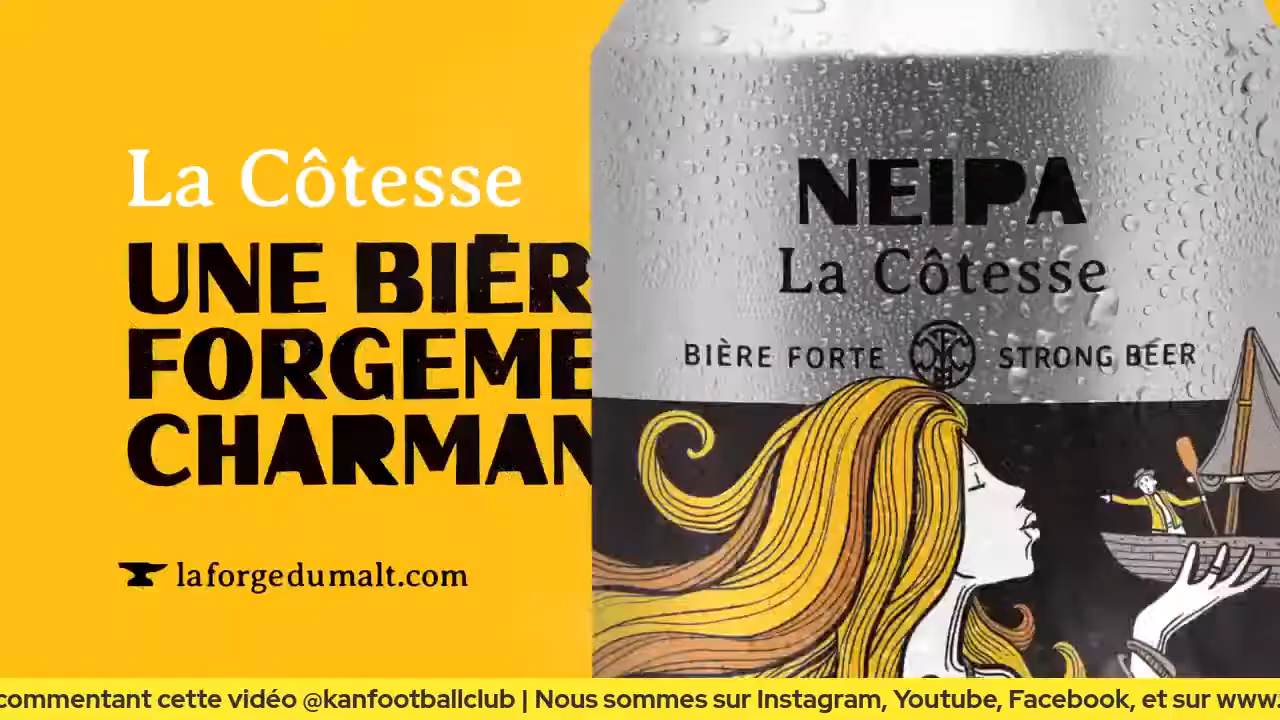 La Côtesse
UNE BIÈR
FORGEME
CHARMAN
laforgedumalt.com
NEIPA
La Côtesse
BIÈRE FORTE
STRONG BEER
commentant cette vidéo @kanfootballclub | Nous sommes sur Instagram, Youtube, Facebook, et sur www.